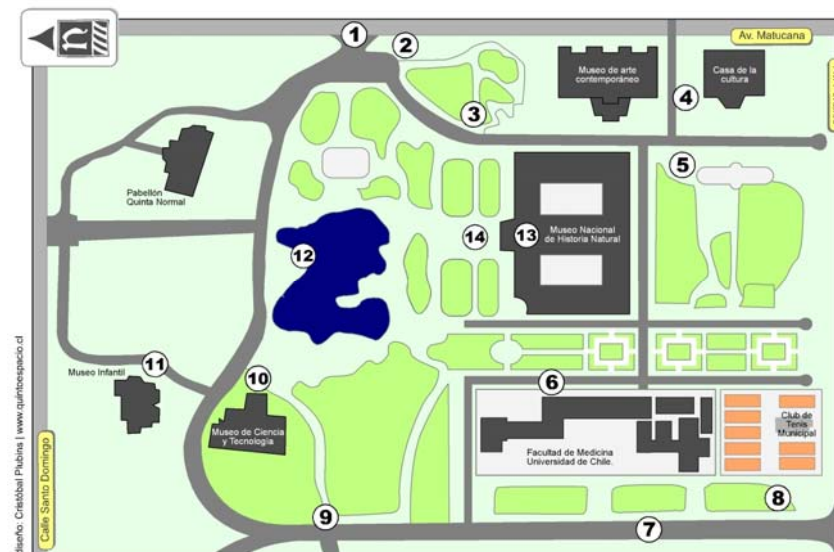 1
2
Av. Matucana
Museo de arte
contemporáneo
Casa de la
cultura
3
4
Pabellón
Quinta Normal
5
12
14
13
Museo Nacional
de Historia Natural
11
Museo Infantil
10
Museo de Ciencia
y Tecnología
6
Facultad de Medicina
Universidad de Chile.
Club de
Tenis
Municipal
8
9
7
Calle Santo Domingo
diseño: Cristóbal Plubins | www.quintoespacio.cl